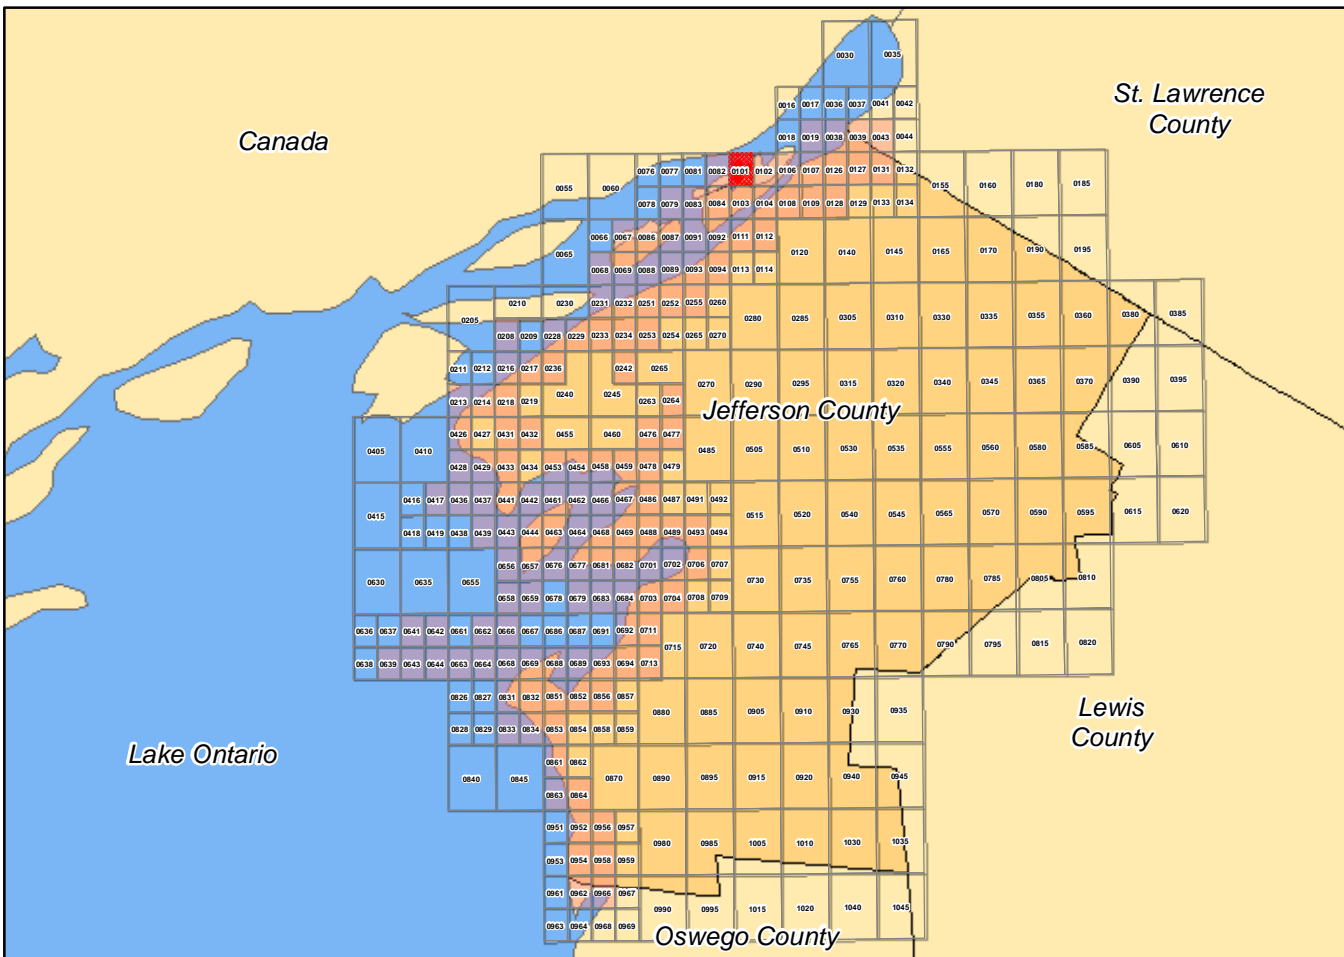 0030 0035
St. Lawrence
County
0016 0017 0036 0037 0041 0042
Canada
0018 0019 0038 0039 0043 0044
0076 0077 0081 0082 0101 0102 0106 0107 0126 0127 0131 0132
0055 0060 0155 0160 0180 0185
0078 0079 0083 0084 0103 0104 0108 0109 0128 0129 0133 0134
0066 0067 0086 0087 0091 0092 0111 0112
0065 0120 0140 0145 0165 0170 0190 0195
0068 0069 0088 0089 0093 0094 0113 0114
0210 0230 0231 0232 0251 0252 0255 0260
0205 0280 0285 0305 0310 0330 0335 0355 0360 0380 0385
0208 0209 0228 0229 0233 0234 0253 0254 0265 0270
0211 0212 0216 0217 0236 0242 0265
0270 0290 0295 0315 0320 0340 0345 0365 0370 0390 0395
0213 0214 0218 0219 0240 0245 0263 0264
Jefferson County
0426 0427 0431 0432 0455 0460 0476 0477
0405 0410 0485 0505 0510 0530 0535 0555 0560 0580 0585 0605 0610
0428 0429 0433 0434 0453 0454 0458 0459 0478 0479
0416 0417 0436 0437 0441 0442 0461 0462 0466 0467 0486 0487 0491 0492
0415 0515 0520 0540 0545 0565 0570 0590 0595 0615 0620
0418 0419 0438 0439 0443 0444 0463 0464 0468 0469 0488 0489 0493 0494
0656 0657 0676 0677 0681 0682 0701 0702 0706 0707
0630 0635 0655 0730 0735 0755 0760 0780 0785 0805 0810
0658 0659 0678 0679 0683 0684 0703 0704 0708 0709
0636 0637 0641 0642 0661 0662 0666 0667 0686 0687 0691 0692 0711
0715 0720 0740 0745 0765 0770 0790 0795 0815 0820
0638 0639 0643 0644 0663 0664 0668 0669 0688 0689 0693 0694 0713
0826 0827 0831 0832 0851 0852 0856 0857
0880 0885 0905 0910 0930 0935
Lewis
County
0828 0829 0833 0834 0853 0854 0858 0859
Lake Ontario
0861 0862
0840 0845 0870 0890 0895 0915 0920 0940 0945
0863 0864
0951 0952 0956 0957
0980 0985 1005 1010 1030 1035
0953 0954 0958 0959
0961 0962 0966 0967
0990 0995 1015 1020 1040 1045
0963 0964 0968 0969
Oswego County